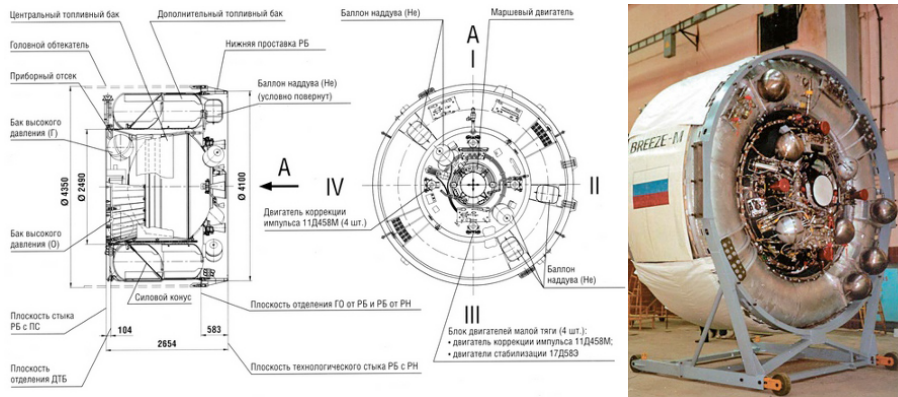 Центральный топливный бак
Дополнительный топливный бак
Головной обтекатель
Нижняя проставка РБ
Приборный отсек
Баллон наддува (Не)
(условно повернут)
Бак высокого
давления (Г)
Ø 4350
Ø 2490
Ø 4100
А
Бак высокого
давления (О)
Силовой конус
Плоскость отделения ГО от РБ и РБ от РН
Плоскость стыка
РБ с ПС
104
583
2654
Плоскость
отделения ДТБ
Плоскость технологического стыка РБ с РН
Баллон наддува (Не)
А
Маршевый двигатель
I
IV
II
Двигатель коррекции
импульса 11Д458М (4 шт.)
Баллон
наддува (Не)
III
Блок двигателей малой тяги (4 шт.):
• двигатель коррекции импульса 11Д458М;
• двигатели стабилизации 17Д58Э
BREEZE-M